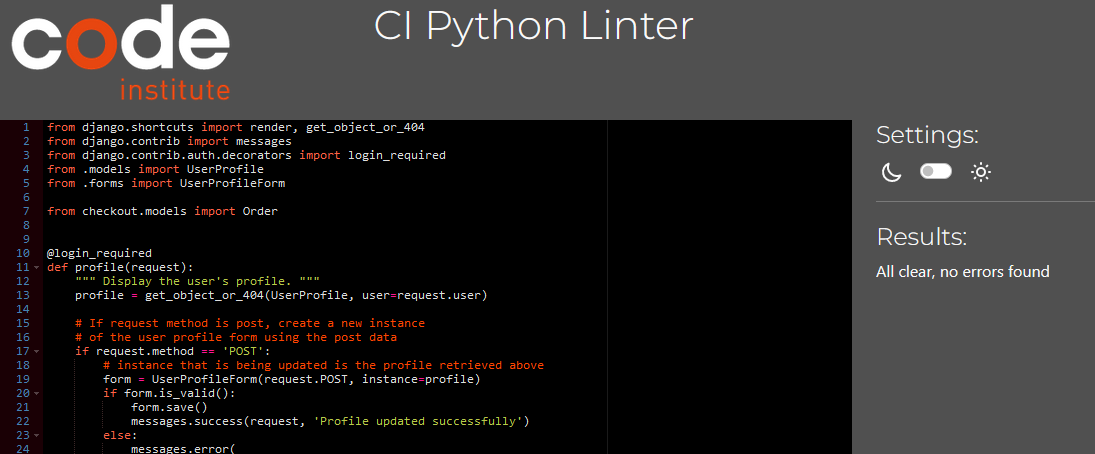 code
institute
CI Python Linter
1 from django.shortcuts import render, get_object_or_404
2 from django.contrib import messages
3 from django.contrib.auth.decorators import login_required
4 from .models import UserProfile
5 from .forms import UserProfileForm
6
7 from checkout.models import Order
8
9
10 @login_required
11 def profile(request):
12     """ Display the user's profile. """
13     profile = get_object_or_404(UserProfile, user=request.user)
14
15     # If request method is post, create a new instance
16     # of the user profile form using the post data
17     if request.method == 'POST':
18         # instance that is being updated is the profile retrieved above
19         form = UserProfileForm(request.POST, instance=profile)
20         if form.is_valid():
21             form.save()
22             messages.success(request, 'Profile updated successfully')
23         else:
24             messages.error(
Settings:
Results:
All clear, no errors found